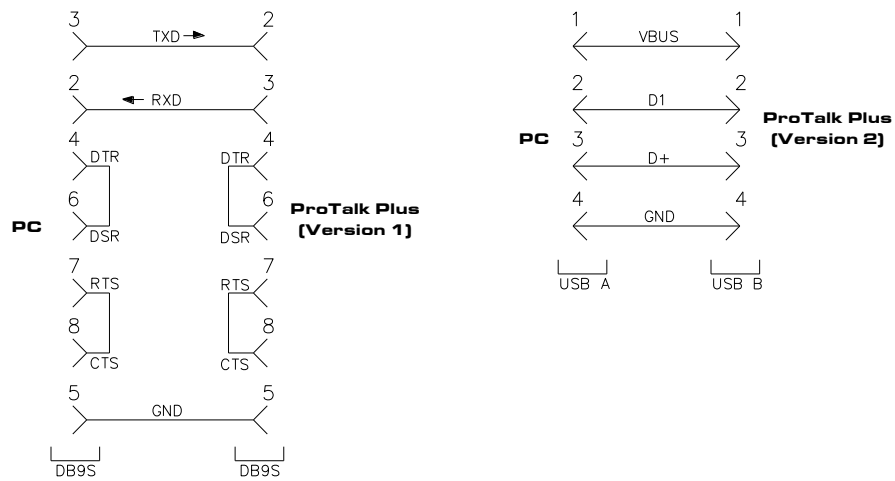 3 2
TXD
2 3
RXD
4 4
DTR DTR
6 6
DSR DSR
PC
ProTalk Plus
(Version 1)
7 7
RTS RTS
8 8
CTS CTS
5 5
GND
DB9S DB9S
1 1
VBUS
2 2
D1
PC
ProTalk Plus
(Version 2)
3 3
D+
4 4
GND
USB A USB B